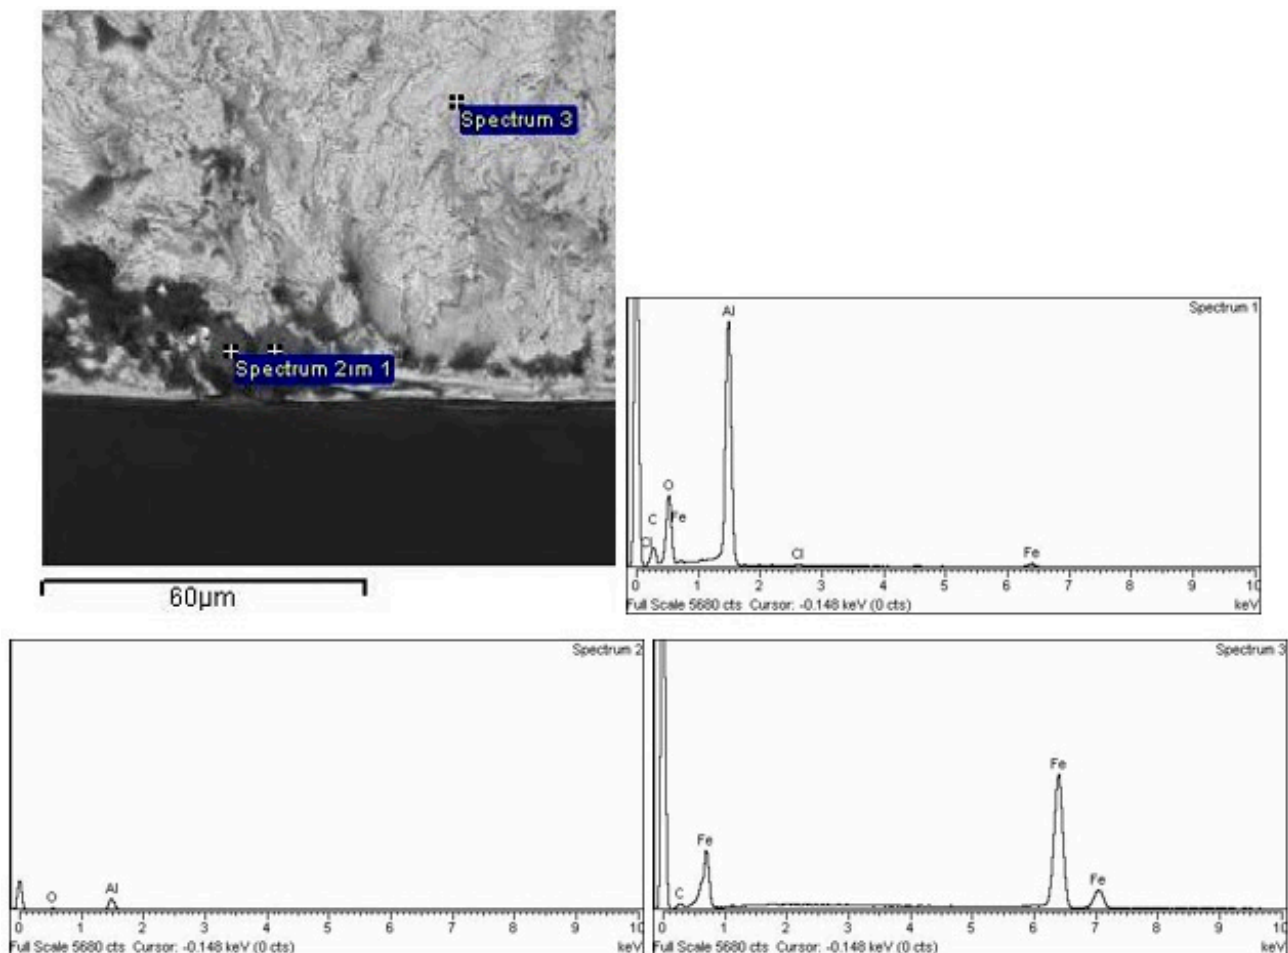 Spectrum 3
Spectrum 2ım 1
60µm
Spectrum 1
Al
O
C
Fe
Cl
Cl
Fe
0 1 2 3 4 5 6 7 8 9 10
Full Scale 5680 cts Cursor: -0.148 keV (0 cts)
keV
Spectrum 2
O
Al
0 1 2 3 4 5 6 7 8 9 10
Full Scale 5680 cts Cursor: -0.148 keV (0 cts)
keV
Spectrum 3
Fe
Fe
C
Fe
0 1 2 3 4 5 6 7 8 9 10
Full Scale 5680 cts Cursor: -0.148 keV (0 cts)
keV